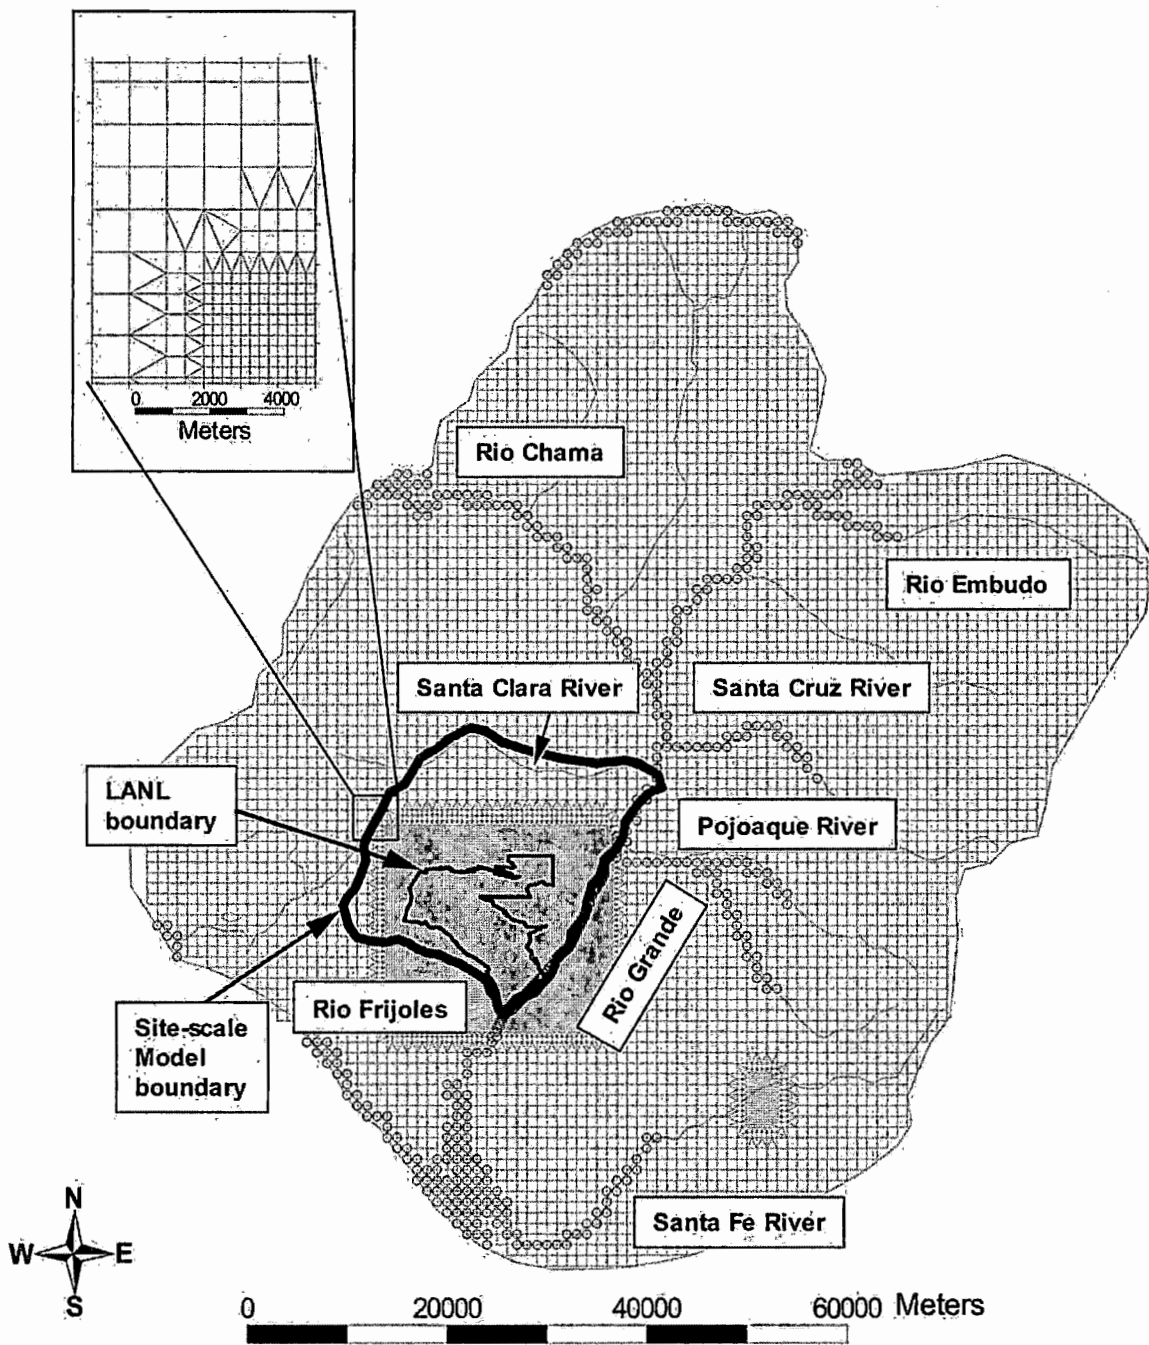 0 2000 4000
Meters
Rio Chama
Rio Embudo
Santa Clara River
Santa Cruz River
LANL
boundary
Pojoaque River
Rio Grande
Rio Frijoles
Site-scale
Model
boundary
Santa Fe River
N
W E
S
0 20000 40000 60000 Meters